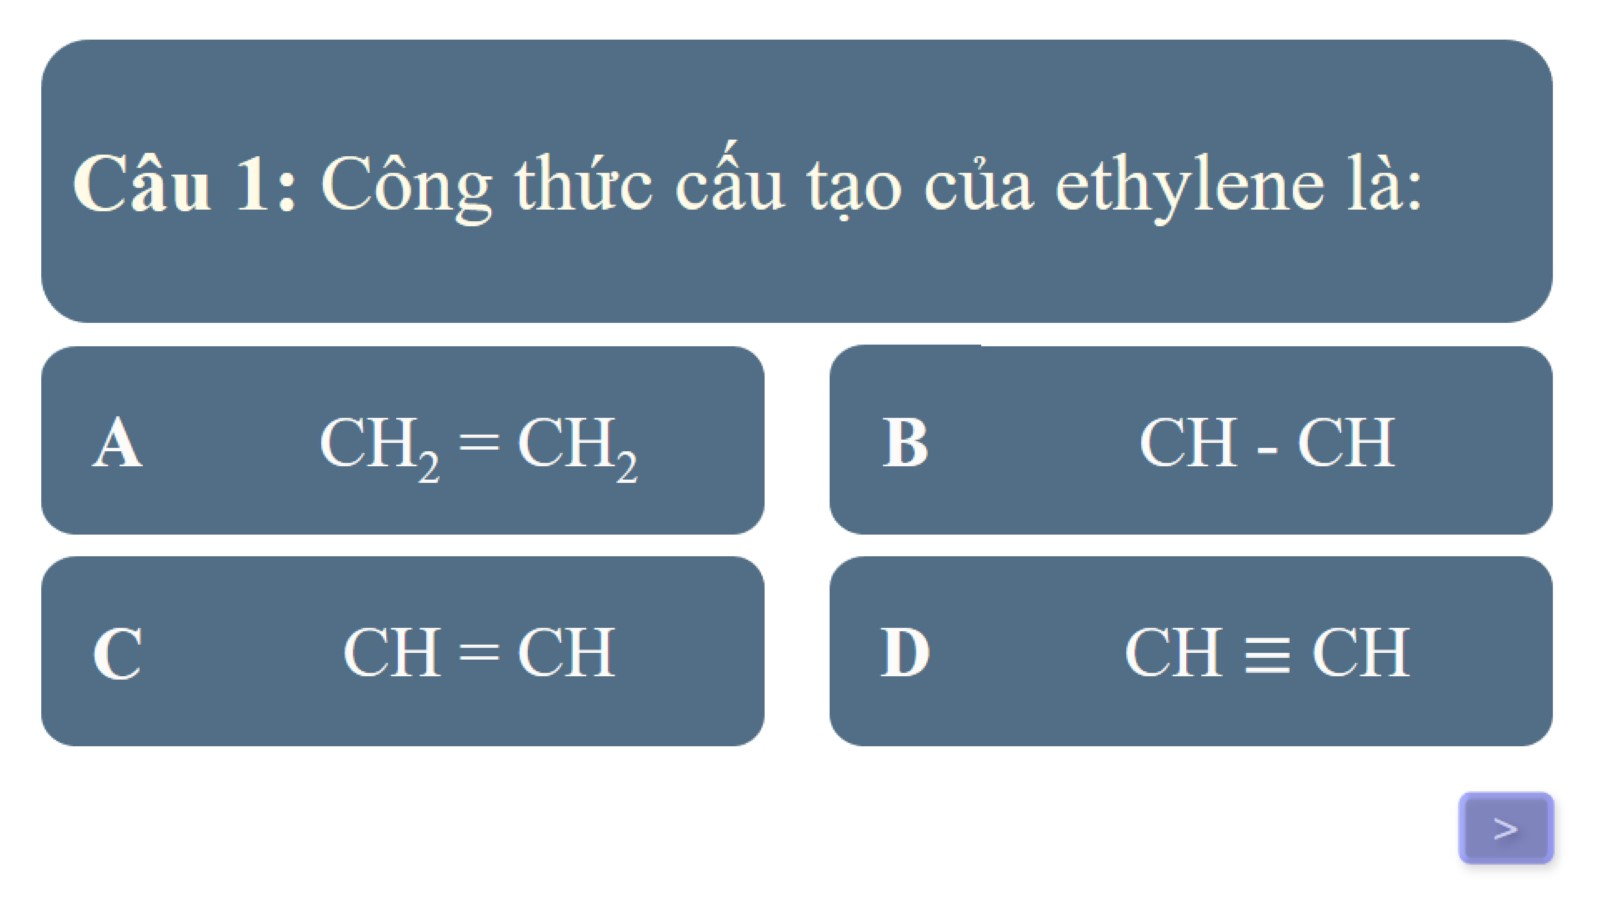 Câu 1: Công thức cấu tạo của ethylene là:
A CH₂ = CH₂
B CH - CH
C CH = CH
D CH ≡ CH
>